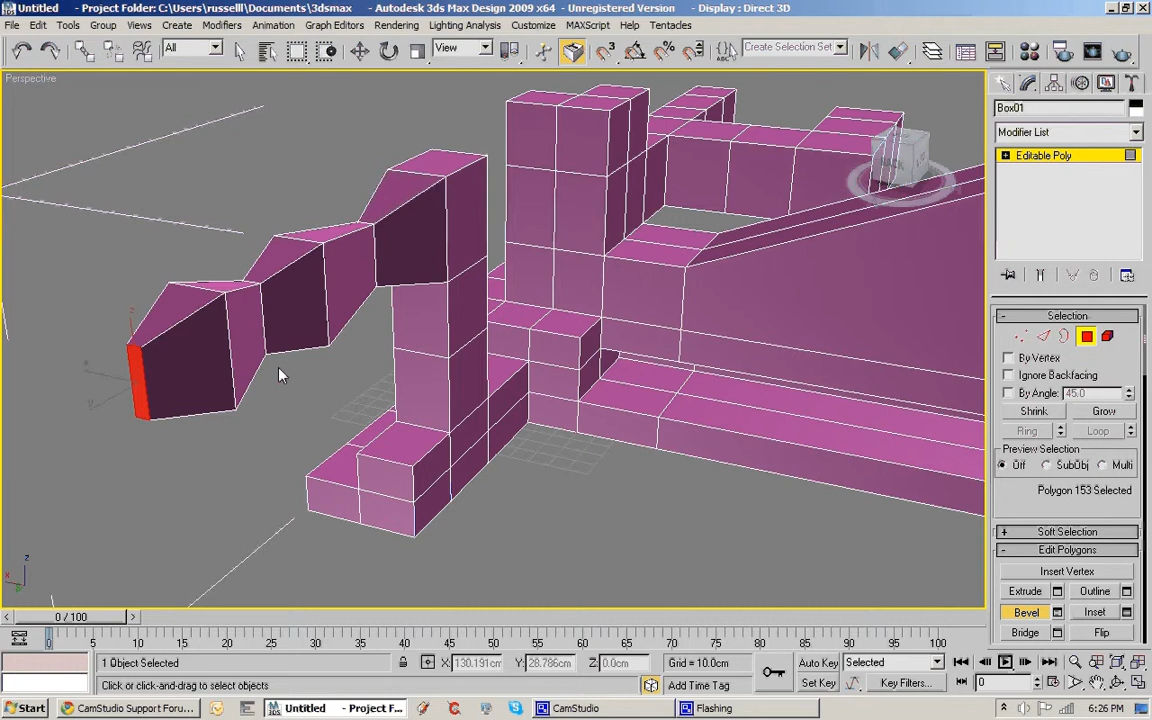 Untitled - Project Folder: C:\Users\russelll\Documents\3dsmax - Autodesk 3ds Max Design 2009 x64 - Unregistered Version - Display : Direct 3D
File Edit Tools Group Views Create Modifiers Animation Graph Editors Rendering Lighting Analysis Customize MAXScript Help Tentacles
All View Create Selection Set
Perspective
BACK
Box01
Modifier List
Editable Poly
Selection
By Vertex
Ignore Backfacing
By Angle: 45.0
Shrink Grow
Ring Loop
Preview Selection
Off SubObj Multi
Polygon 153 Selected
Soft Selection
Edit Polygons
Insert Vertex
Extrude Outline
Bevel Inset
Bridge Flip
z
x
0 / 100
0 5 10 15 20 25 30 35 40 45 50 55 60 65 70 75 80 85 90 95 100
1 Object Selected X: 130.191cm Y: 28.786cm Z: 0.0cm Grid = 10.0cm Auto Key Selected
Click or click-and-drag to select objects Add Time Tag Set Key Key Filters... 0
Start CamStudio Support Foru... Untitled - Project F... CamStudio Flashing 6:26 PM